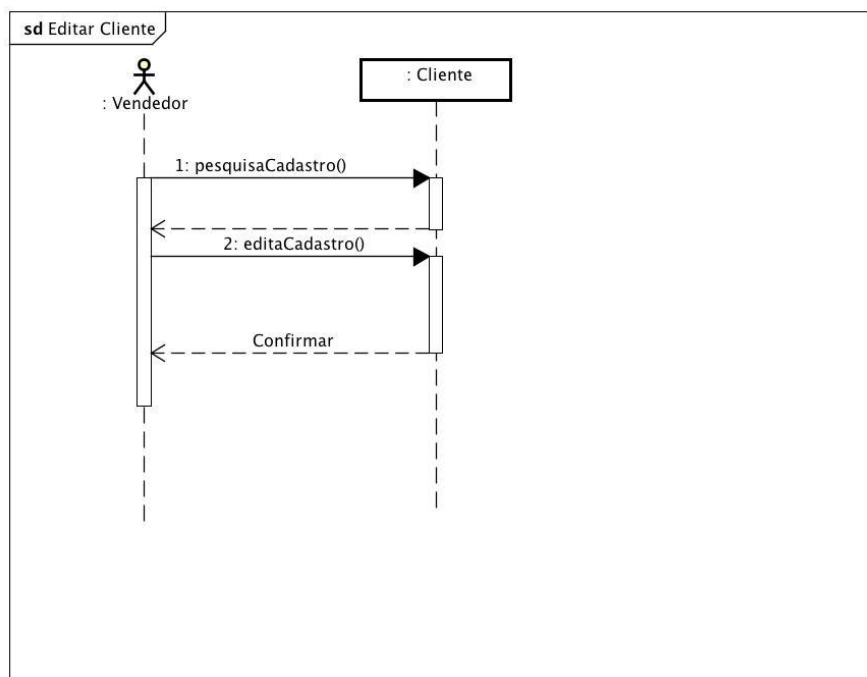 sd Editar Cliente
: Vendedor
: Cliente
1: pesquisaCadastro()
2: editaCadastro()
Confirmar